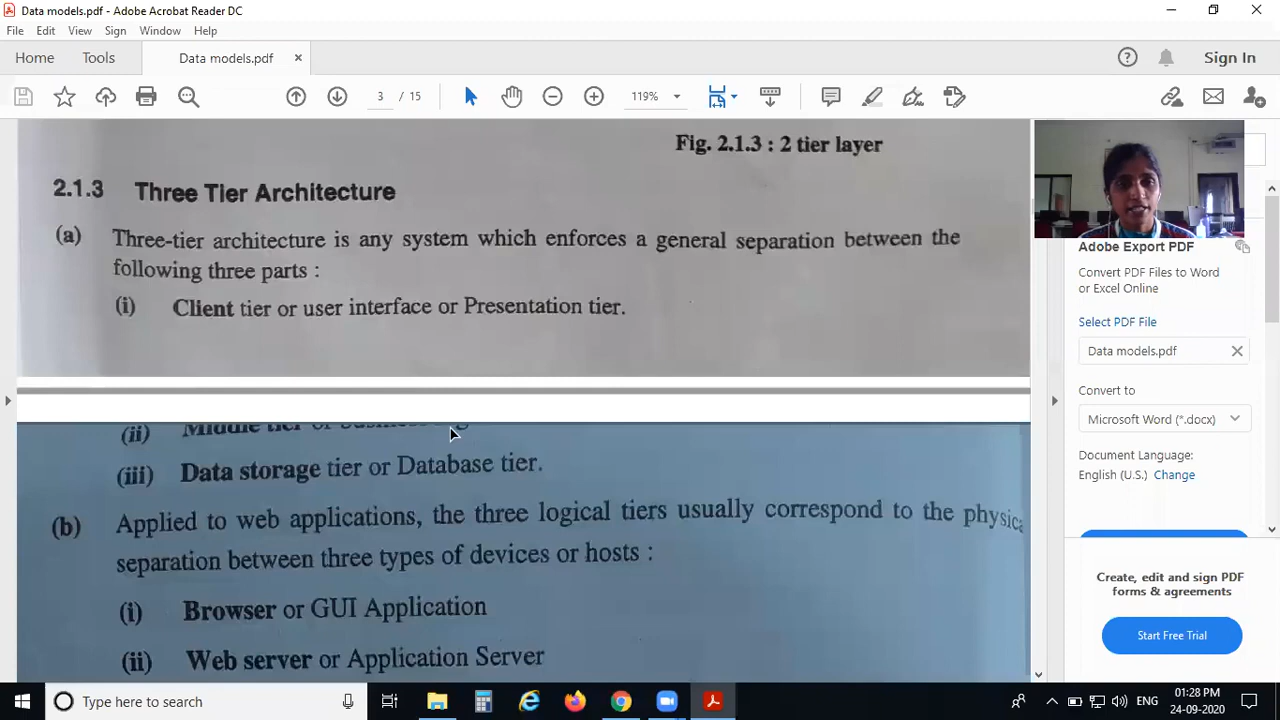 Data models.pdf - Adobe Acrobat Reader DC
File Edit View Sign Window Help
Home Tools Data models.pdf × Sign In
3 / 15 119%
Fig. 2.1.3 : 2 tier layer
2.1.3 Three Tier Architecture
(a) Three-tier architecture is any system which enforces a general separation between the
following three parts :
(i) Client tier or user interface or Presentation tier.
(ii) Middle tier or
(iii) Data storage tier or Database tier.
(b) Applied to web applications, the three logical tiers usually correspond to the
separation between three types of devices or hosts :
(i) Browser or GUI Application
(ii) Web server or Application Server
Adobe Export PDF
Convert PDF Files to Word
or Excel Online
Select PDF File
Data models.pdf
Convert to
Microsoft Word (*.docx)
Document Language:
English (U.S.) Change
Create, edit and sign PDF
forms & agreements
Start Free Trial
Type here to search
ENG
01:28 PM
24-09-2020